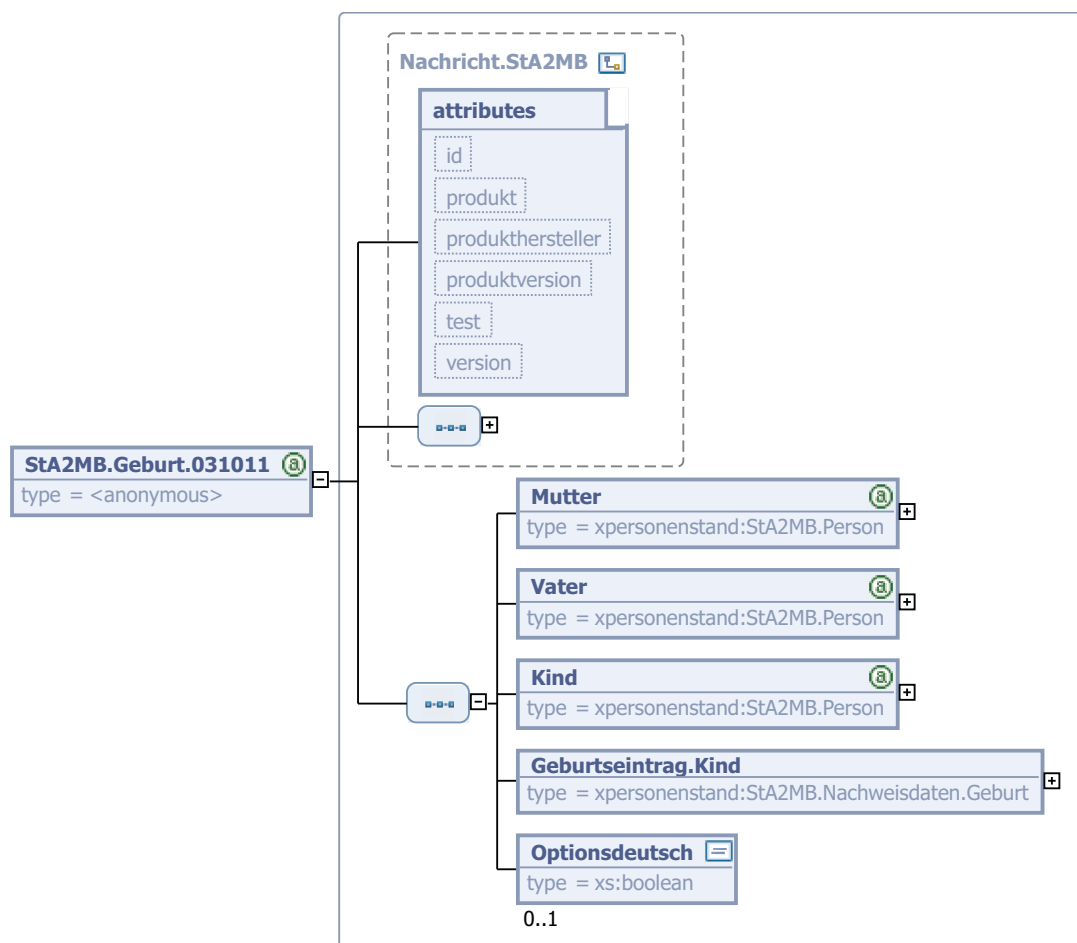 Nachricht.StA2MB
attributes
id
produkt
produkthersteller
produktversion
test
version
StA2MB.Geburt.031011
type = <anonymous>
Mutter
type = xpersonenstand:StA2MB.Person
Vater
type = xpersonenstand:StA2MB.Person
Kind
type = xpersonenstand:StA2MB.Person
Geburtseintrag.Kind
type = xpersonenstand:StA2MB.Nachweisdaten.Geburt
Optionsdeutsch
type = xs:boolean
0..1